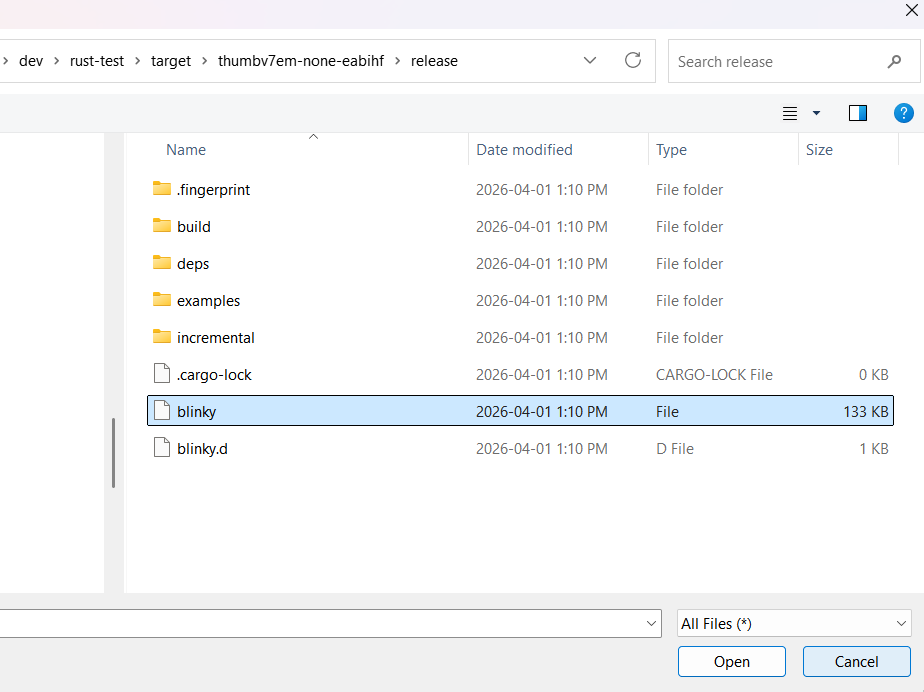 dev rust-test target thumbv7em-none-eabihf release Search release
?
Name Date modified Type Size
.fingerprint 2026-04-01 1:10 PM File folder
build 2026-04-01 1:10 PM File folder
deps 2026-04-01 1:10 PM File folder
examples 2026-04-01 1:10 PM File folder
incremental 2026-04-01 1:10 PM File folder
.cargo-lock 2026-04-01 1:10 PM CARGO-LOCK File 0 KB
blinky 2026-04-01 1:10 PM File 133 KB
blinky.d 2026-04-01 1:10 PM D File 1 KB
All Files (*)
Open Cancel